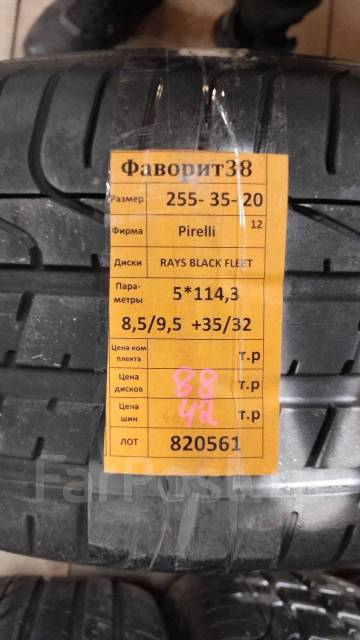 Фаворит38
Размер 255- 35- 20
Фирма Pirelli 12
Диски RAYS BLACK FLEET
Пара-
метры 5*114,3
8,5/9,5 +35/32
Цена ком
плекта т.р
Цена
дисков 88 т.р
Цена
шин 42 т.р
ЛОТ 820561
FarPost